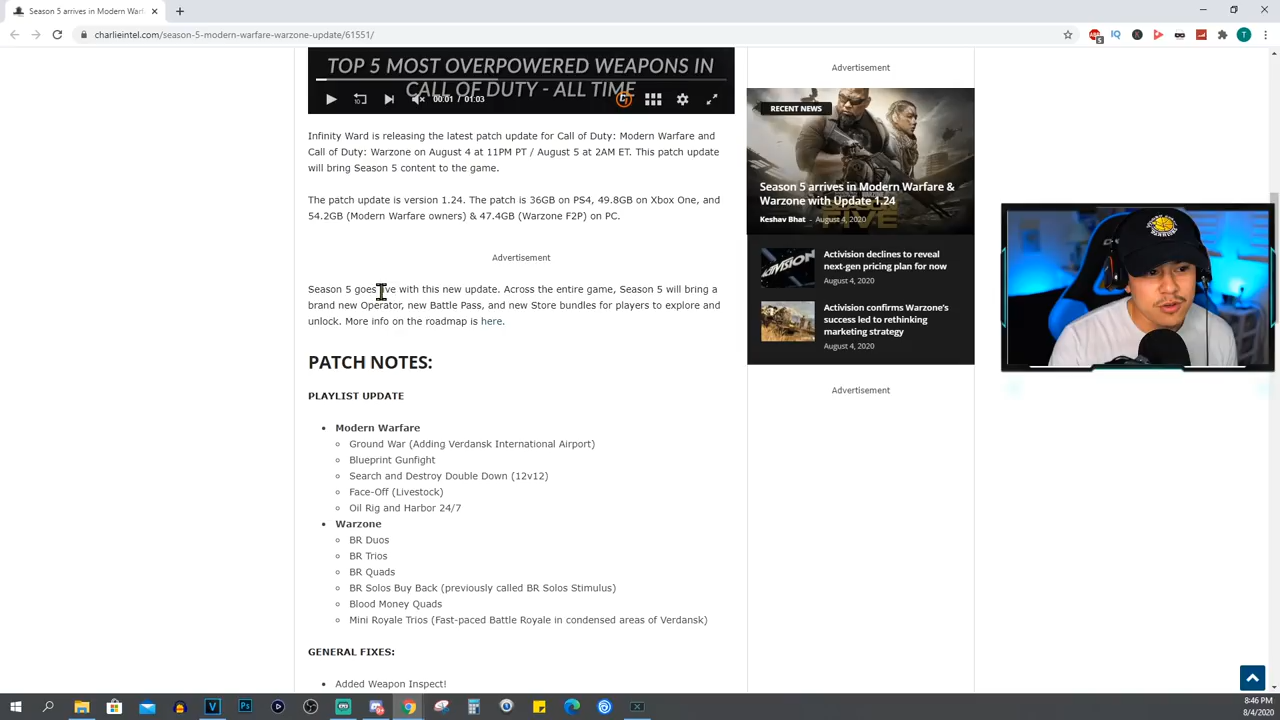 Season 5 arrives in Modern Warf
charlieintel.com/season-5-modern-warfare-warzone-update/61551/
TOP 5 MOST OVERPOWERED WEAPONS IN
CALL OF DUTY - ALL TIME
00:01 / 01:03
Infinity Ward is releasing the latest patch update for Call of Duty: Modern Warfare and
Call of Duty: Warzone on August 4 at 11PM PT / August 5 at 2AM ET. This patch update
will bring Season 5 content to the game.
The patch update is version 1.24. The patch is 36GB on PS4, 49.8GB on Xbox One, and
54.2GB (Modern Warfare owners) & 47.4GB (Warzone F2P) on PC.
Advertisement
Season 5 goes live with this new update. Across the entire game, Season 5 will bring a
brand new Operator, new Battle Pass, and new Store bundles for players to explore and
unlock. More info on the roadmap is here.
PATCH NOTES:
PLAYLIST UPDATE
Modern Warfare
Ground War (Adding Verdansk International Airport)
Blueprint Gunfight
Search and Destroy Double Down (12v12)
Face-Off (Livestock)
Oil Rig and Harbor 24/7
Warzone
BR Duos
BR Trios
BR Quads
BR Solos Buy Back (previously called BR Solos Stimulus)
Blood Money Quads
Mini Royale Trios (Fast-paced Battle Royale in condensed areas of Verdansk)
GENERAL FIXES:
Added Weapon Inspect!
Advertisement
RECENT NEWS
Season 5 arrives in Modern Warfare &
Warzone with Update 1.24
Keshav Bhat - August 4, 2020
Activision declines to reveal
next-gen pricing plan for now
August 4, 2020
Activision confirms Warzone's
success led to rethinking
marketing strategy
August 4, 2020
Advertisement
8:46 PM
8/4/2020